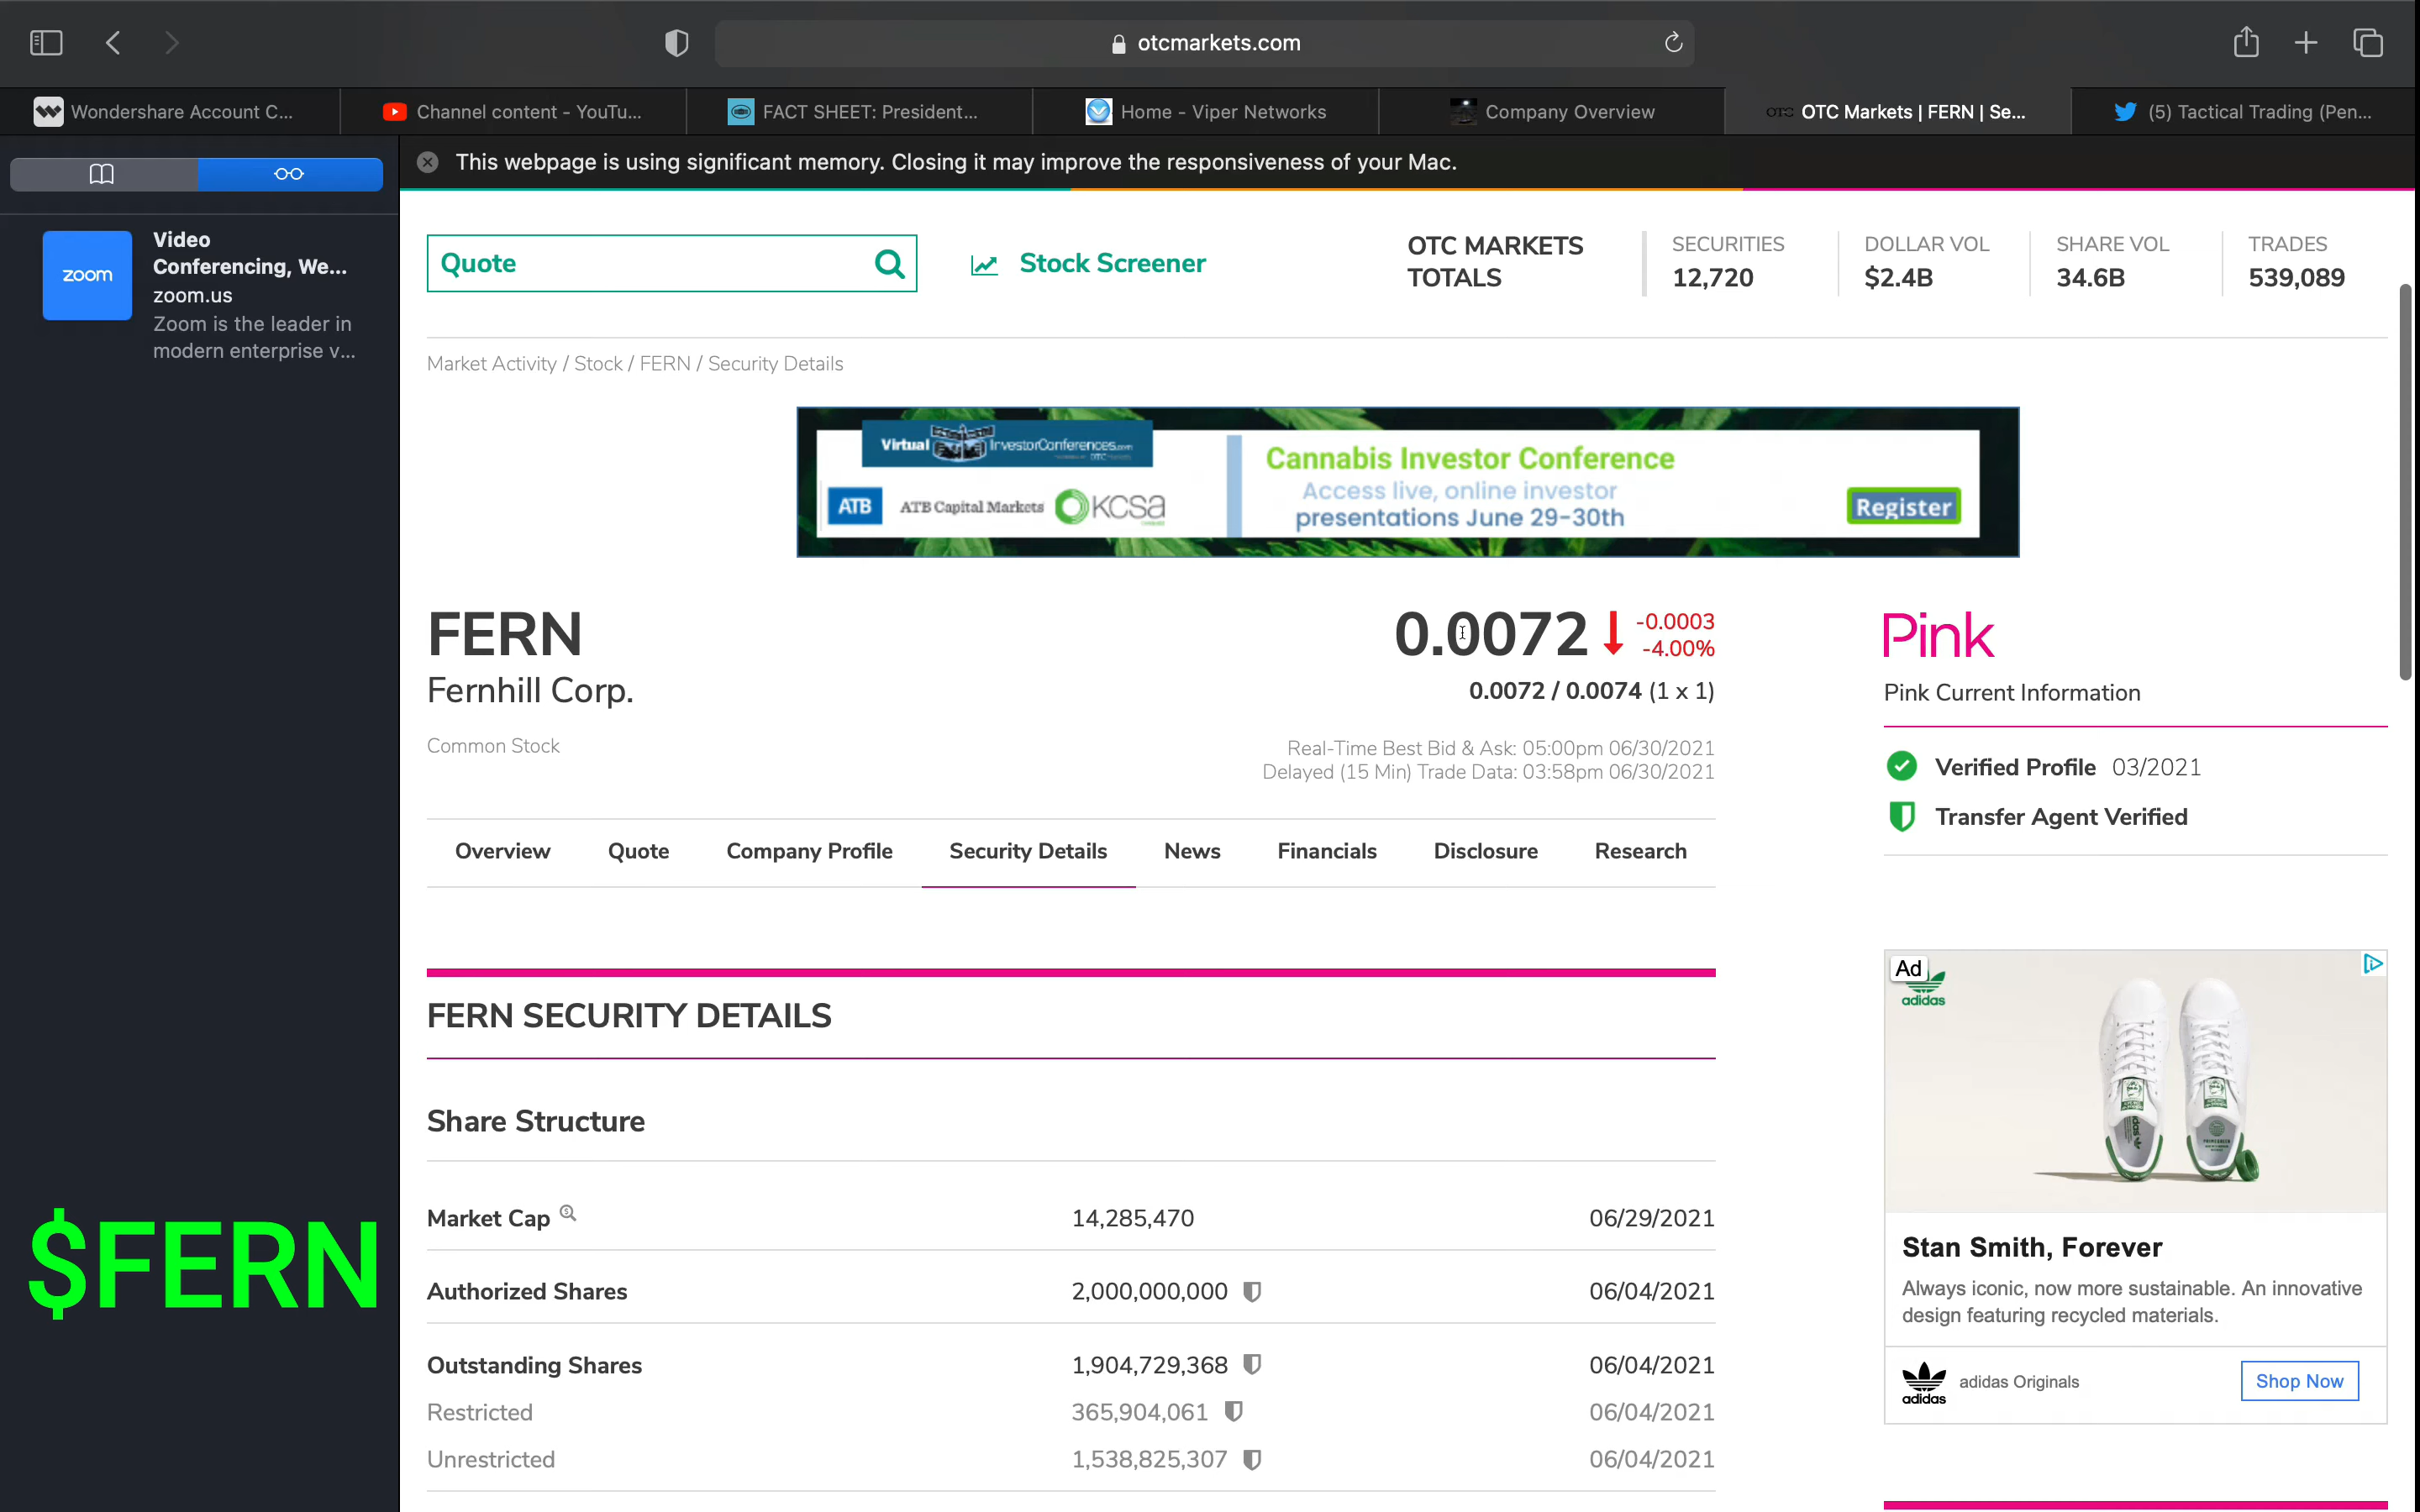 otcmarkets.com
Wondershare Account C...
Channel content - YouTu...
FACT SHEET: President...
Home - Viper Networks
Company Overview
OTC Markets | FERN | Se...
(5) Tactical Trading (Pen...
This webpage is using significant memory. Closing it may improve the responsiveness of your Mac.
zoom
Video
Conferencing, We...
zoom.us
Zoom is the leader in
modern enterprise v...
Quote
Stock Screener
OTC MARKETS
TOTALS
SECURITIES
12,720
DOLLAR VOL
$2.4B
SHARE VOL
34.6B
TRADES
539,089
Market Activity / Stock / FERN / Security Details
Virtual InvestorConferences.com
ATB ATB Capital Markets KCSA
Cannabis Investor Conference
Access live, online investor
presentations June 29-30th
Register
FERN
Fernhill Corp.
Common Stock
0.0072
-0.0003
-4.00%
0.0072 / 0.0074 (1 x 1)
Real-Time Best Bid & Ask: 05:00pm 06/30/2021
Delayed (15 Min) Trade Data: 03:58pm 06/30/2021
Pink
Pink Current Information
Verified Profile 03/2021
Transfer Agent Verified
Overview Quote Company Profile Security Details News Financials Disclosure Research
FERN SECURITY DETAILS
Share Structure
Market Cap 14,285,470 06/29/2021
Authorized Shares 2,000,000,000 06/04/2021
Outstanding Shares 1,904,729,368 06/04/2021
Restricted 365,904,061 06/04/2021
Unrestricted 1,538,825,307 06/04/2021
Ad
adidas
Stan Smith, Forever
Always iconic, now more sustainable. An innovative
design featuring recycled materials.
adidas
adidas Originals
Shop Now
$FERN